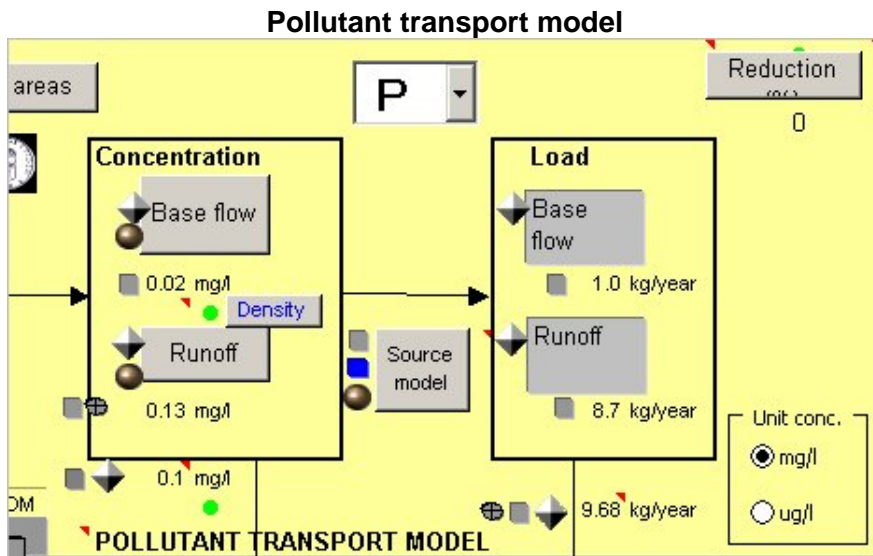 Pollutant transport model
areas
P
Reduction
0
Concentration
Base flow
0.02 mg/l
Density
Runoff
0.13 mg/l
0.1 mg/l
Source
model
Load
Base
flow
1.0 kg/year
Runoff
8.7 kg/year
9.68 kg/year
Unit conc.
mg/l
ug/l
POLLUTANT TRANSPORT MODEL